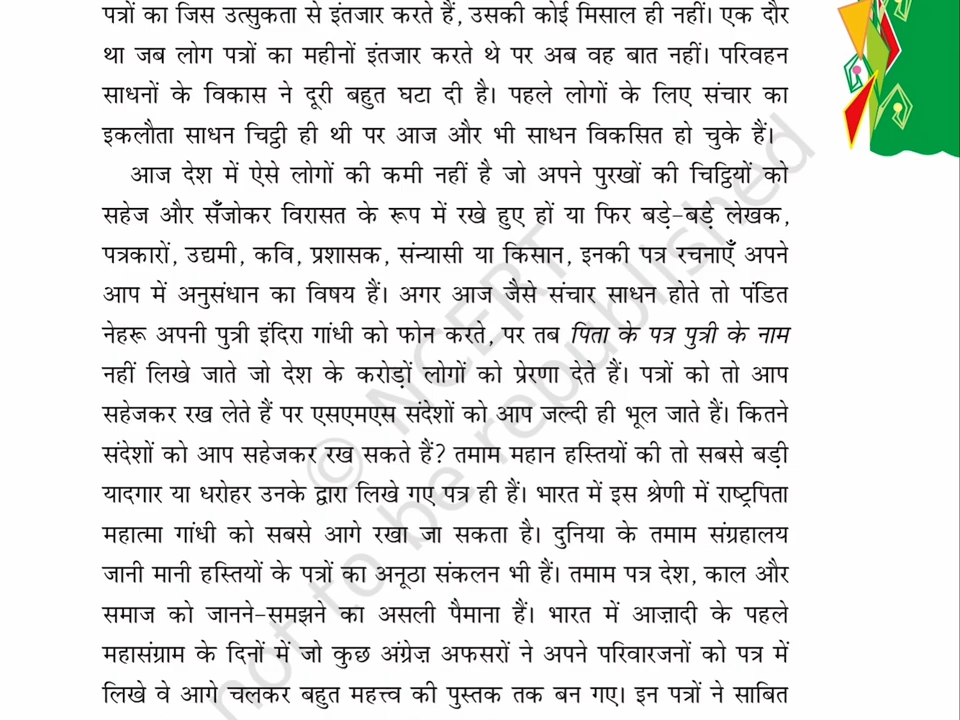 पत्रों का जिस उत्सुकता से इंतजार करते हैं, उसकी कोई मिसाल ही नहीं। एक दौर
था जब लोग पत्रों का महीनों इंतजार करते थे पर अब वह बात नहीं। परिवहन
साधनों के विकास ने दूरी बहुत घटा दी है। पहले लोगों के लिए संचार का
इकलौता साधन चिट्ठी ही थी पर आज और भी साधन विकसित हो चुके हैं।
आज देश में ऐसे लोगों की कमी नहीं है जो अपने पुरखों की चिट्ठियों को
सहेज और सँजोकर विरासत के रूप में रखे हुए हों या फिर बड़े-बड़े लेखक,
पत्रकारों, उद्यमी, कवि, प्रशासक, संन्यासी या किसान, इनकी पत्र रचनाएँ अपने
आप में अनुसंधान का विषय हैं। अगर आज जैसे संचार साधन होते तो पंडित
नेहरू अपनी पुत्री इंदिरा गांधी को फोन करते, पर तब पिता के पत्र पुत्री के नाम
नहीं लिखे जाते जो देश के करोड़ों लोगों को प्रेरणा देते हैं। पत्रों को तो आप
सहेजकर रख लेते हैं पर एसएमएस संदेशों को आप जल्दी ही भूल जाते हैं। कितने
संदेशों को आप सहेजकर रख सकते हैं? तमाम महान हस्तियों की तो सबसे बड़ी
यादगार या धरोहर उनके द्वारा लिखे गए पत्र ही हैं। भारत में इस श्रेणी में राष्ट्रपिता
महात्मा गांधी को सबसे आगे रखा जा सकता है। दुनिया के तमाम संग्रहालय
जानी मानी हस्तियों के पत्रों का अनूठा संकलन भी हैं। तमाम पत्र देश, काल और
समाज को जानने-समझने का असली पैमाना हैं। भारत में आज़ादी के पहले
महासंग्राम के दिनों में जो कुछ अंग्रेज़ अफसरों ने अपने परिवारजनों को पत्र में
लिखे वे आगे चलकर बहुत महत्त्व की पुस्तक तक बन गए। इन पत्रों ने साबित
© NCERT
not to be republished